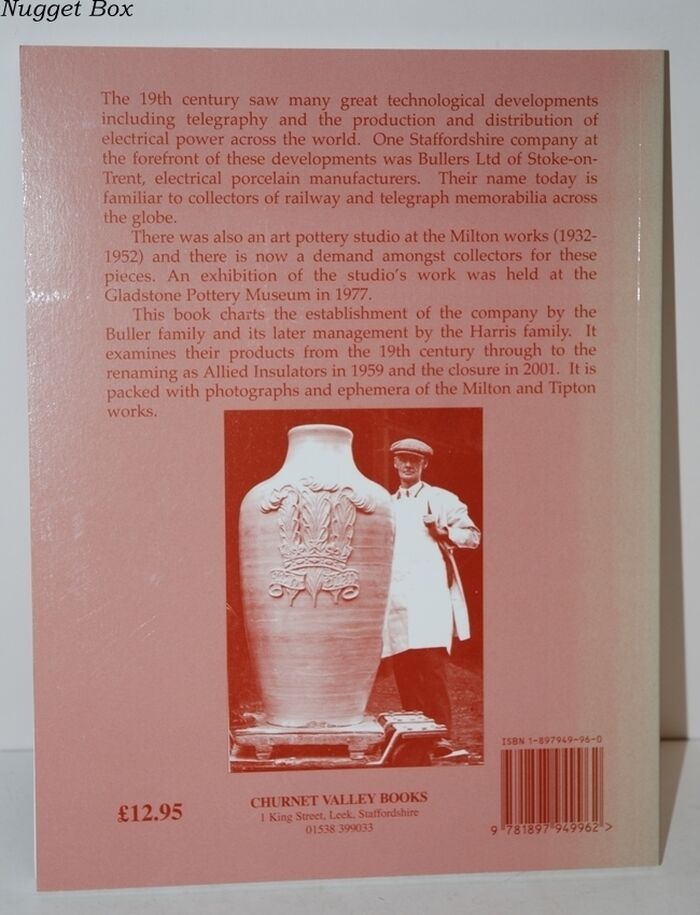 Nugget Box
The 19th century saw many great technological developments
including telegraphy and the production and distribution of
electrical power across the world. One Staffordshire company at
the forefront of these developments was Bullers Ltd of Stoke-on-
Trent, electrical porcelain manufacturers. Their name today is
familiar to collectors of railway and telegraph memorabilia across
the globe.
There was also an art pottery studio at the Milton works (1932-
1952) and there is now a demand amongst collectors for these
pieces. An exhibition of the studio's work was held at the
Gladstone Pottery Museum in 1977.
This book charts the establishment of the company by the
Buller family and its later management by the Harris family. It
examines their products from the 19th century through to the
renaming as Allied Insulators in 1959 and the closure in 2001. It is
packed with photographs and ephemera of the Milton and Tipton
works.
ISBN 1-897949-96-0
9 781897 949962 >
£12.95
CHURNET VALLEY BOOKS
1 King Street, Leek, Staffordshire
01538 399033